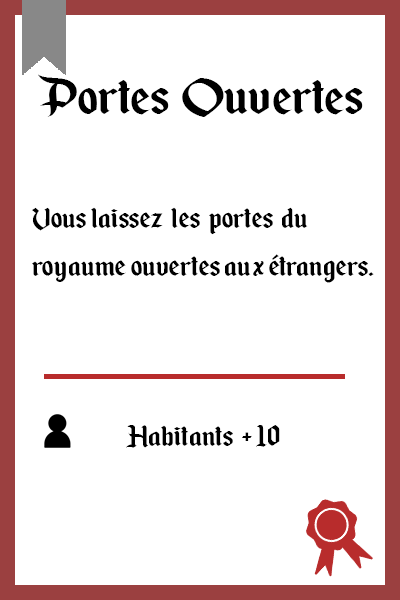 Portes Ouvertes
Vous laissez les portes du
royaume ouvertes aux étrangers.
Habitants +10